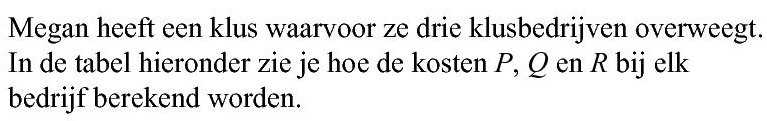 Megan heeft een klus waarvoor ze drie klusbedrijven overweegt.
In de tabel hieronder zie je hoe de kosten P, Q en R bij elk
bedrijf berekend worden.